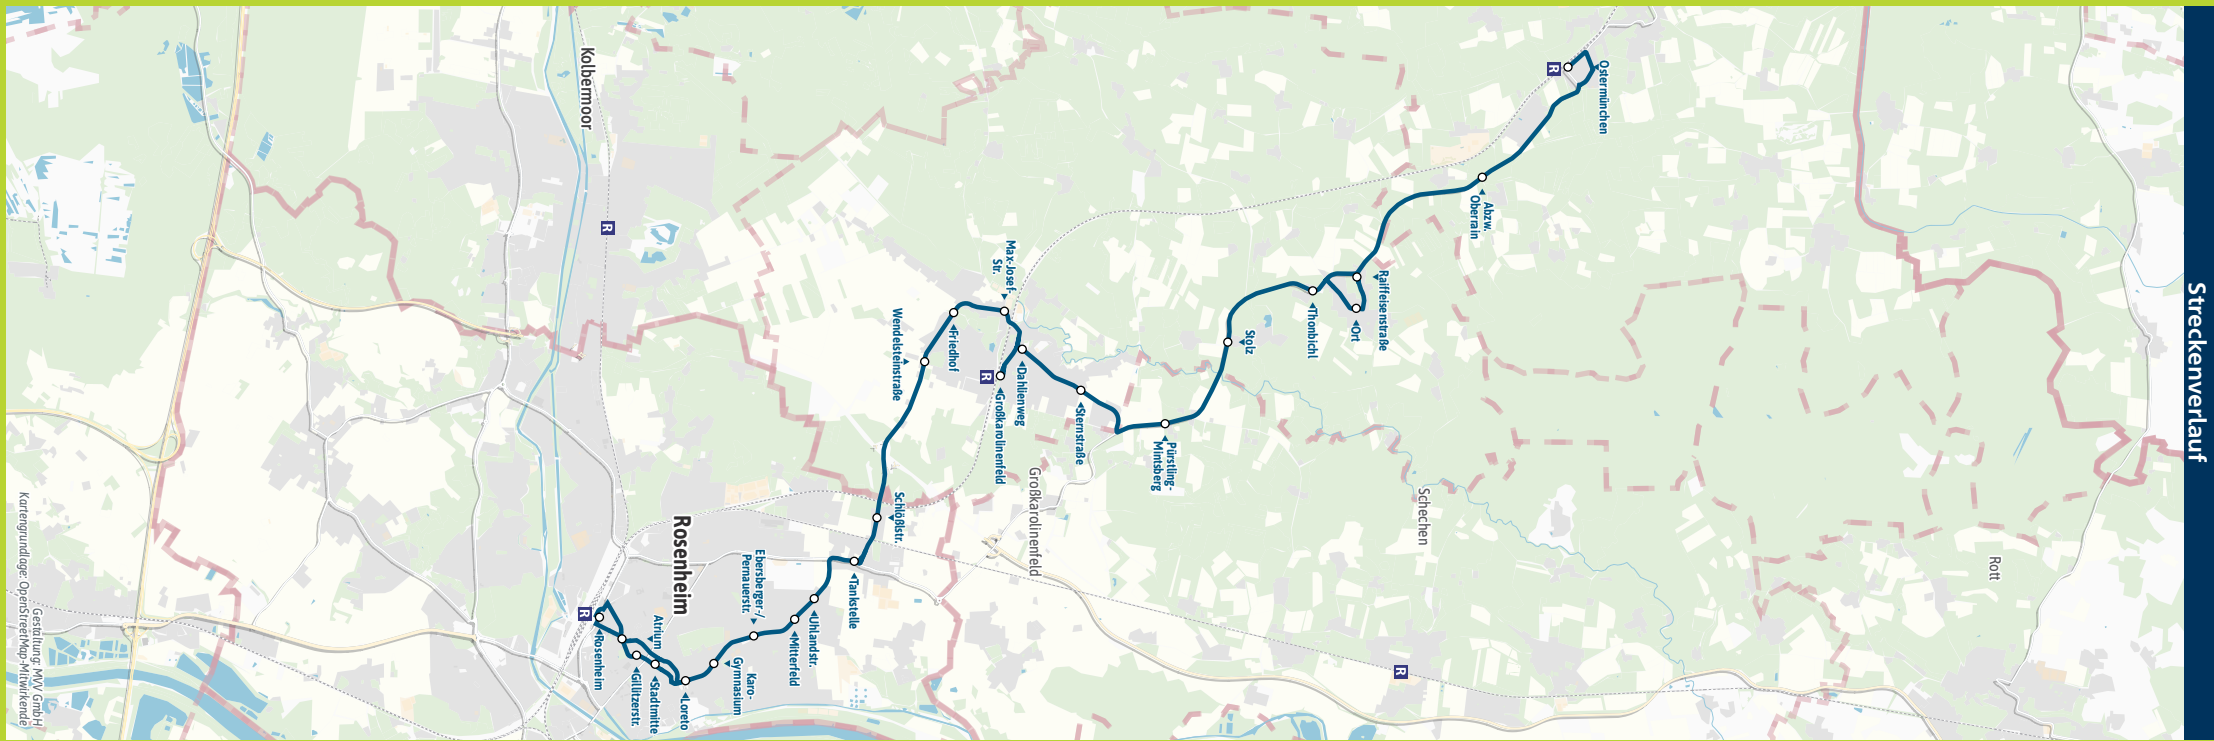 Streckenverlauf
Ostermünchen
R
Abzw.
Oberrain
Raiffeisenstraße
Ort
Thonbichl
Stolz
Pürstling-
Mintsberg
Sternstraße
Dahlienweg
R
Großkarolinenfeld
Max-Josef-
Str.
Friedhof
Wendelsteinstraße
Schlößlstr.
Tankstelle
Uhlandstr.
Mitterfeld
Ebersberger-/
Pernauerstr.
Karo-
Gymnasium
Loreto
Stadtmitte
Atrium
Gillitzerstr.
R
Rosenheim
Kolbermoor
R
Rosenheim
Großkarolinenfeld
Schechen
R
Rott
Gestaltung: MVV GmbH
Kartengrundlage: OpenStreetMap-Mitwirkende